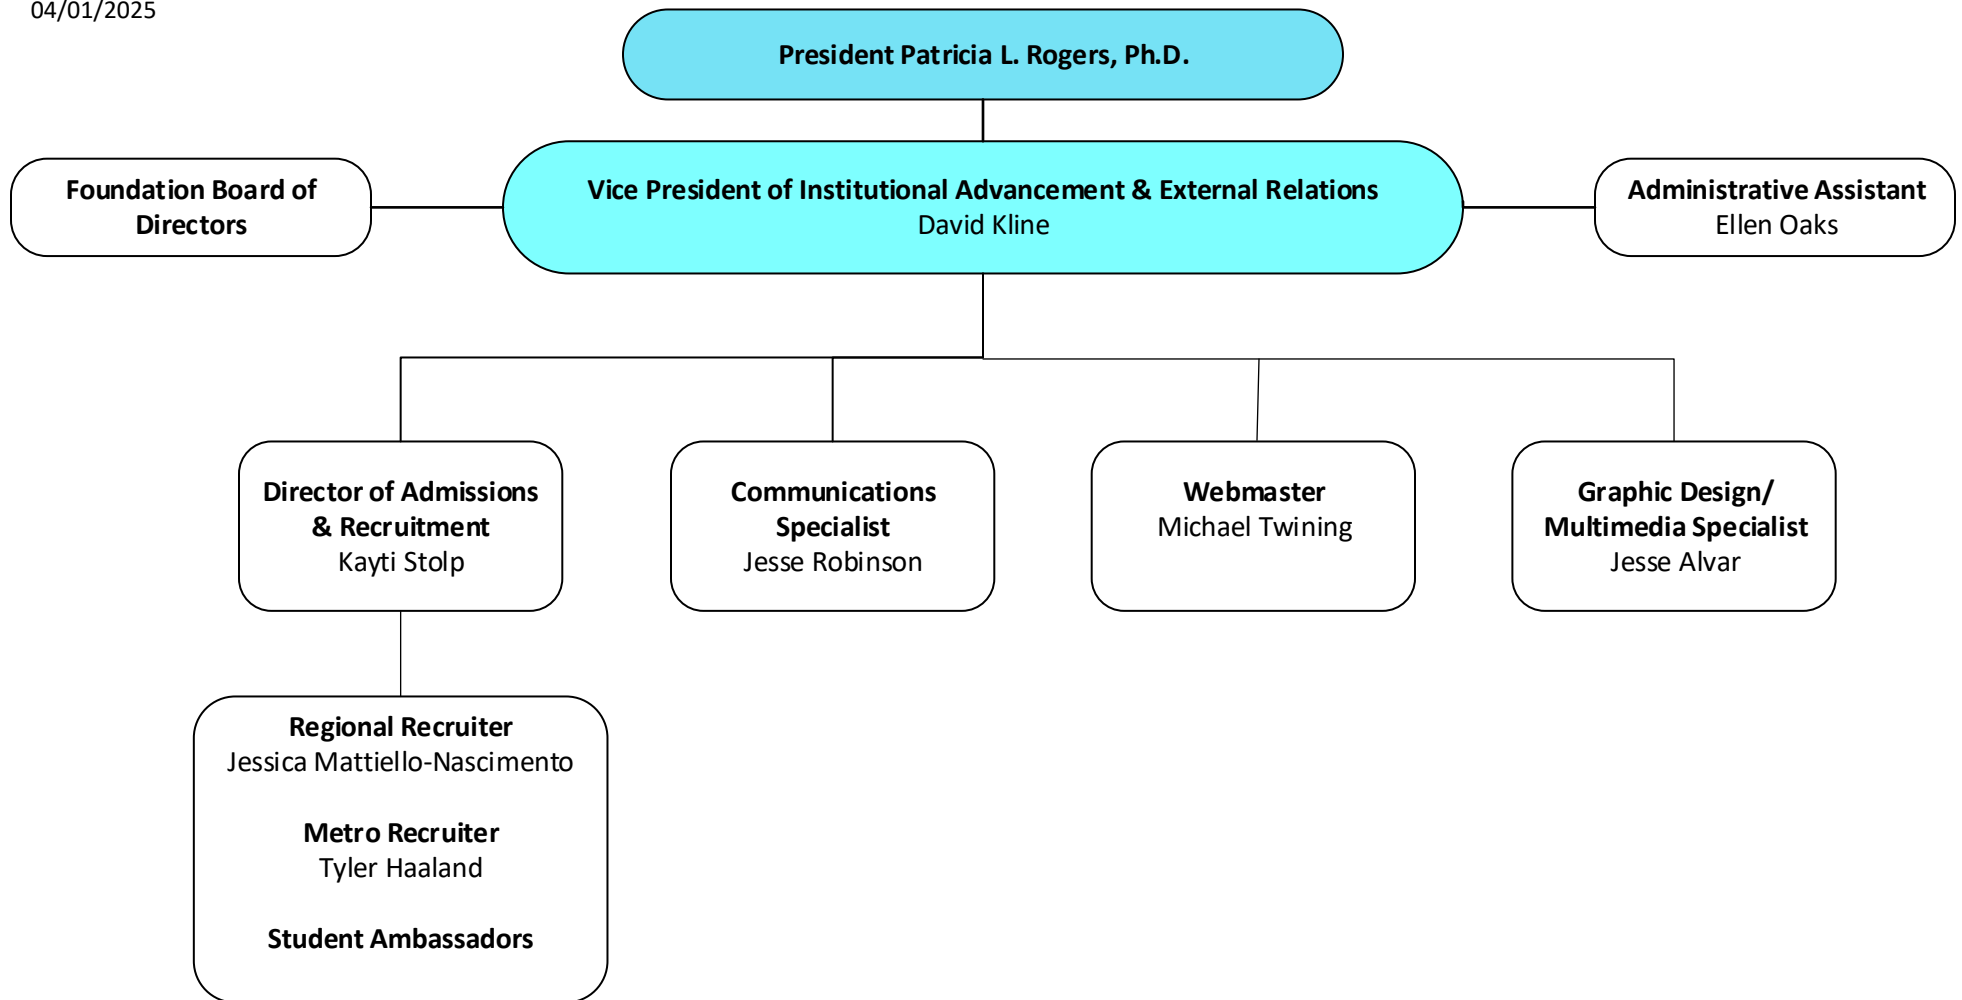 04/01/2025
President Patricia L. Rogers, Ph.D.
Foundation Board of
Directors
Vice President of Institutional Advancement & External Relations
David Kline
Administrative Assistant
Ellen Oaks
Director of Admissions
& Recruitment
Kayti Stolp
Communications
Specialist
Jesse Robinson
Webmaster
Michael Twining
Graphic Design/
Multimedia Specialist
Jesse Alvar
Regional Recruiter
Jessica Mattiello-Nascimento
Metro Recruiter
Tyler Haaland
Student Ambassadors